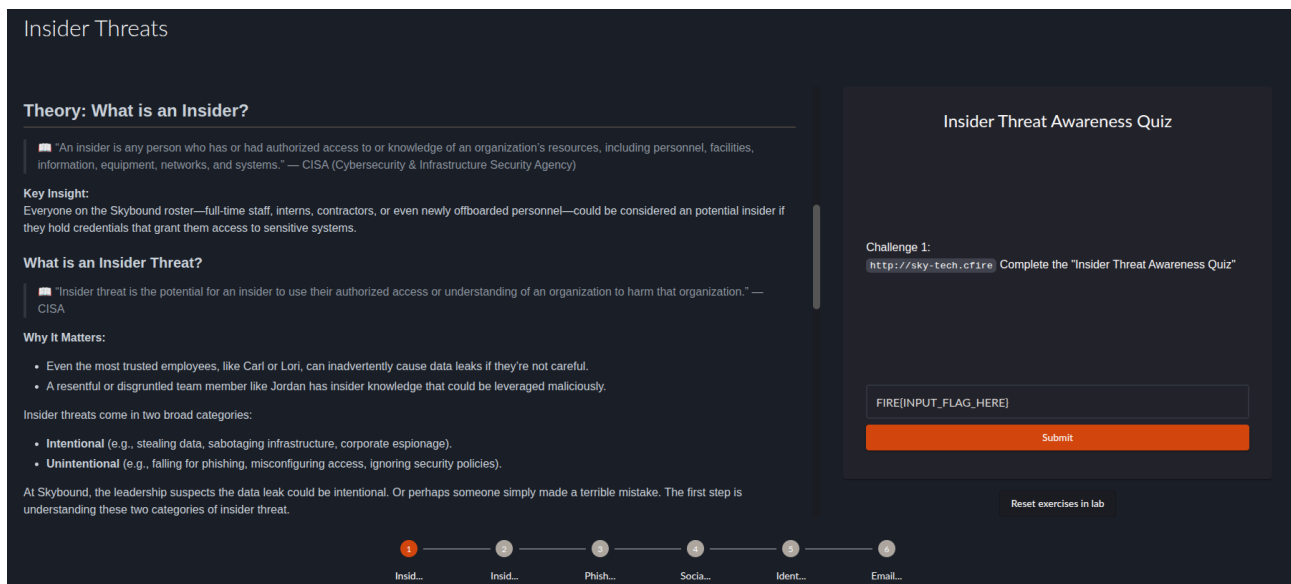 Insider Threats
Theory: What is an Insider?
📖 “An insider is any person who has or had authorized access to or knowledge of an organization’s resources, including personnel, facilities,
information, equipment, networks, and systems.” — CISA (Cybersecurity & Infrastructure Security Agency)
Key Insight:
Everyone on the Skybound roster—full-time staff, interns, contractors, or even newly offboarded personnel—could be considered an potential insider if
they hold credentials that grant them access to sensitive systems.
What is an Insider Threat?
📖 “Insider threat is the potential for an insider to use their authorized access or understanding of an organization to harm that organization.” —
CISA
Why It Matters:
• Even the most trusted employees, like Carl or Lori, can inadvertently cause data leaks if they’re not careful.
• A resentful or disgruntled team member like Jordan has insider knowledge that could be leveraged maliciously.
Insider threats come in two broad categories:
• Intentional (e.g., stealing data, sabotaging infrastructure, corporate espionage).
• Unintentional (e.g., falling for phishing, misconfiguring access, ignoring security policies).
At Skybound, the leadership suspects the data leak could be intentional. Or perhaps someone simply made a terrible mistake. The first step is
understanding these two categories of insider threat.
Insider Threat Awareness Quiz
Challenge 1:
http://sky-tech.cfire Complete the "Insider Threat Awareness Quiz"
FIRE{INPUT_FLAG_HERE}
Submit
Reset exercises in lab
1 2 3 4 5 6
Insid... Insid... Phish... Socia... Ident... Email...